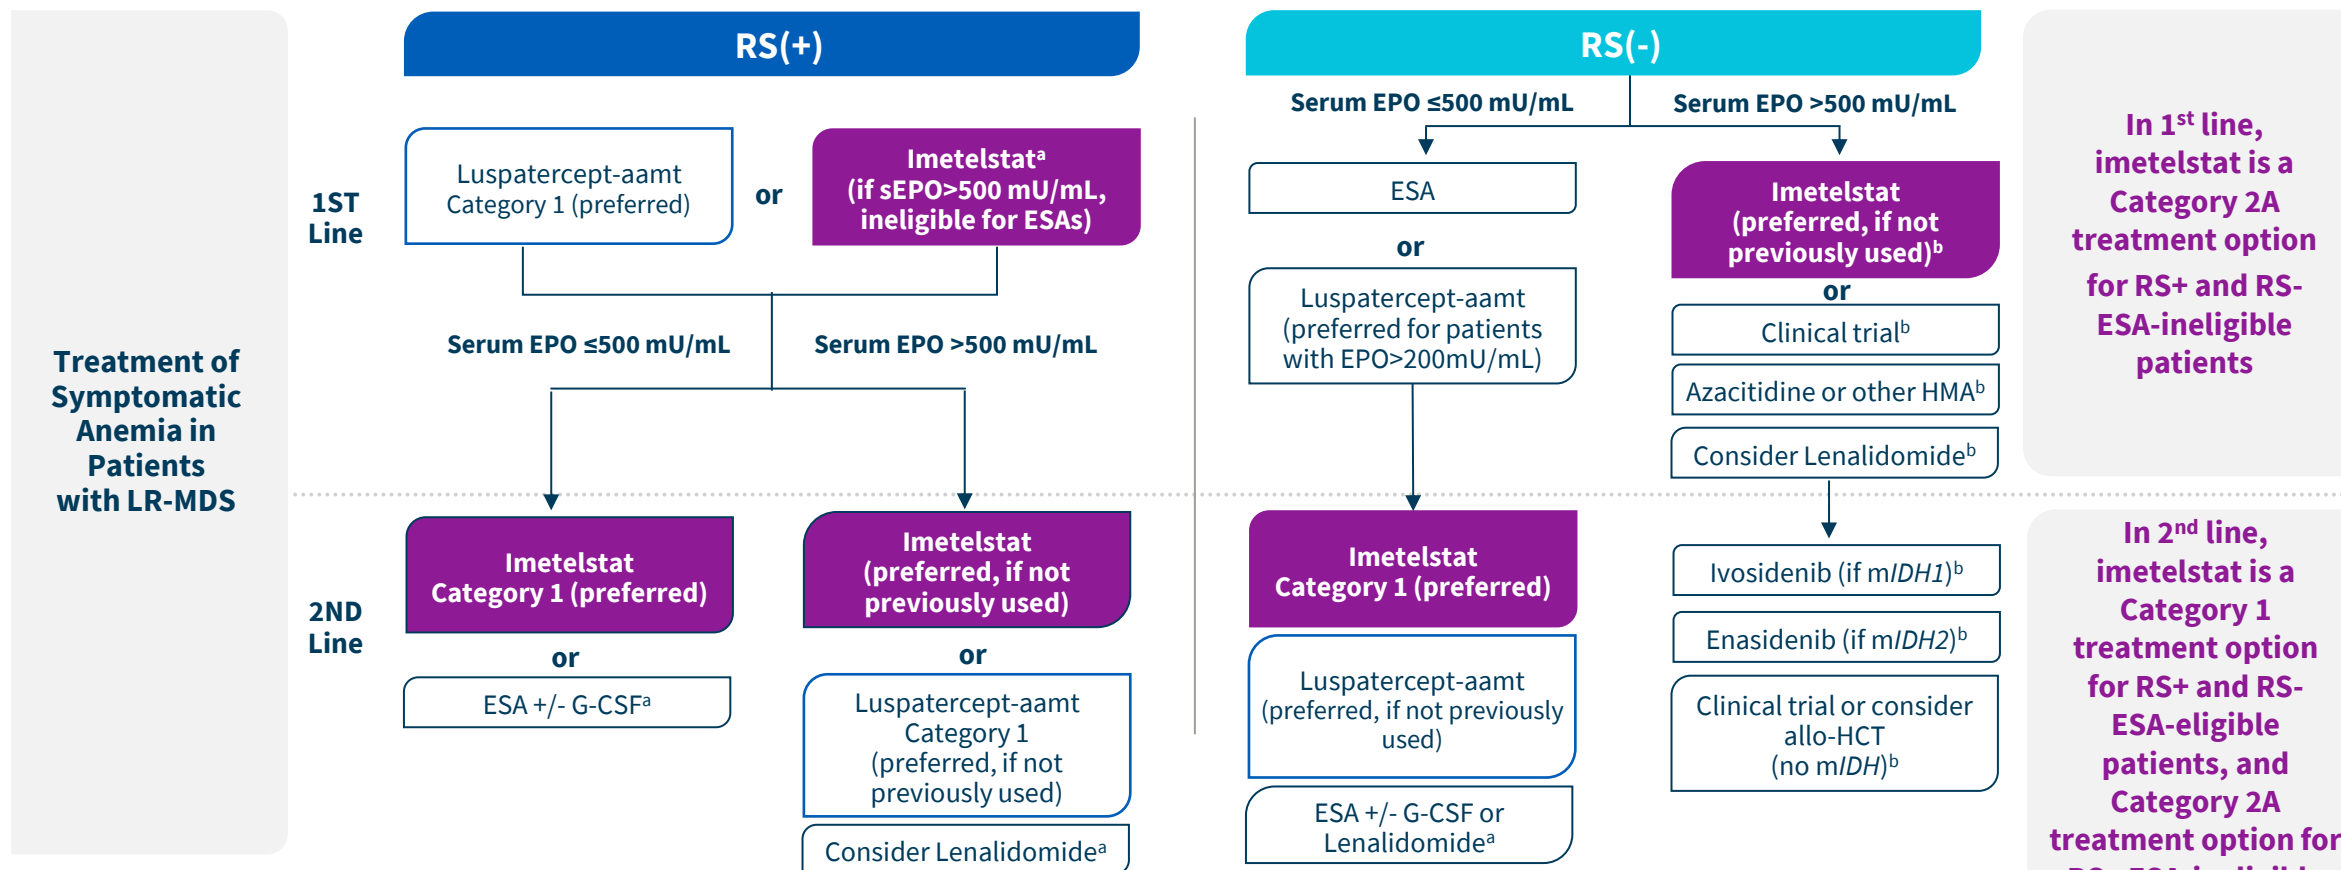 Treatment of
Symptomatic
Anemia in
Patients
with LR-MDS
RS(+)
1ST
Line
Luspatercept-aamt
Category 1 (preferred)
or
Imetelstatᵃ
(if sEPO>500 mU/mL,
ineligible for ESAs)
Serum EPO ≤500 mU/mL
Serum EPO >500 mU/mL
2ND
Line
Imetelstat
Category 1 (preferred)
or
ESA +/- G-CSFᵃ
Imetelstat
(preferred, if not
previously used)
or
Luspatercept-aamt
Category 1
(preferred, if not
previously used)
Consider Lenalidomideᵃ
RS(-)
Serum EPO ≤500 mU/mL
Serum EPO >500 mU/mL
ESA
or
Luspatercept-aamt
(preferred for patients
with EPO>200mU/mL)
Imetelstat
(preferred, if not
previously used)ᵇ
or
Clinical trialᵇ
Azacitidine or other HMAᵇ
Consider Lenalidomideᵇ
Imetelstat
Category 1 (preferred)
Luspatercept-aamt
(preferred, if not previously
used)
ESA +/- G-CSF or
Lenalidomideᵃ
Ivosidenib (if mIDH1)ᵇ
Enasidenib (if mIDH2)ᵇ
Clinical trial or consider
allo-HCT
(no mIDH)ᵇ
In 1ˢᵗ line,
imetelstat is a
Category 2A
treatment option
for RS+ and RS-
ESA-ineligible
patients
In 2ⁿᵈ line,
imetelstat is a
Category 1
treatment option
for RS+ and RS-
ESA-eligible
patients, and
Category 2A
treatment option for